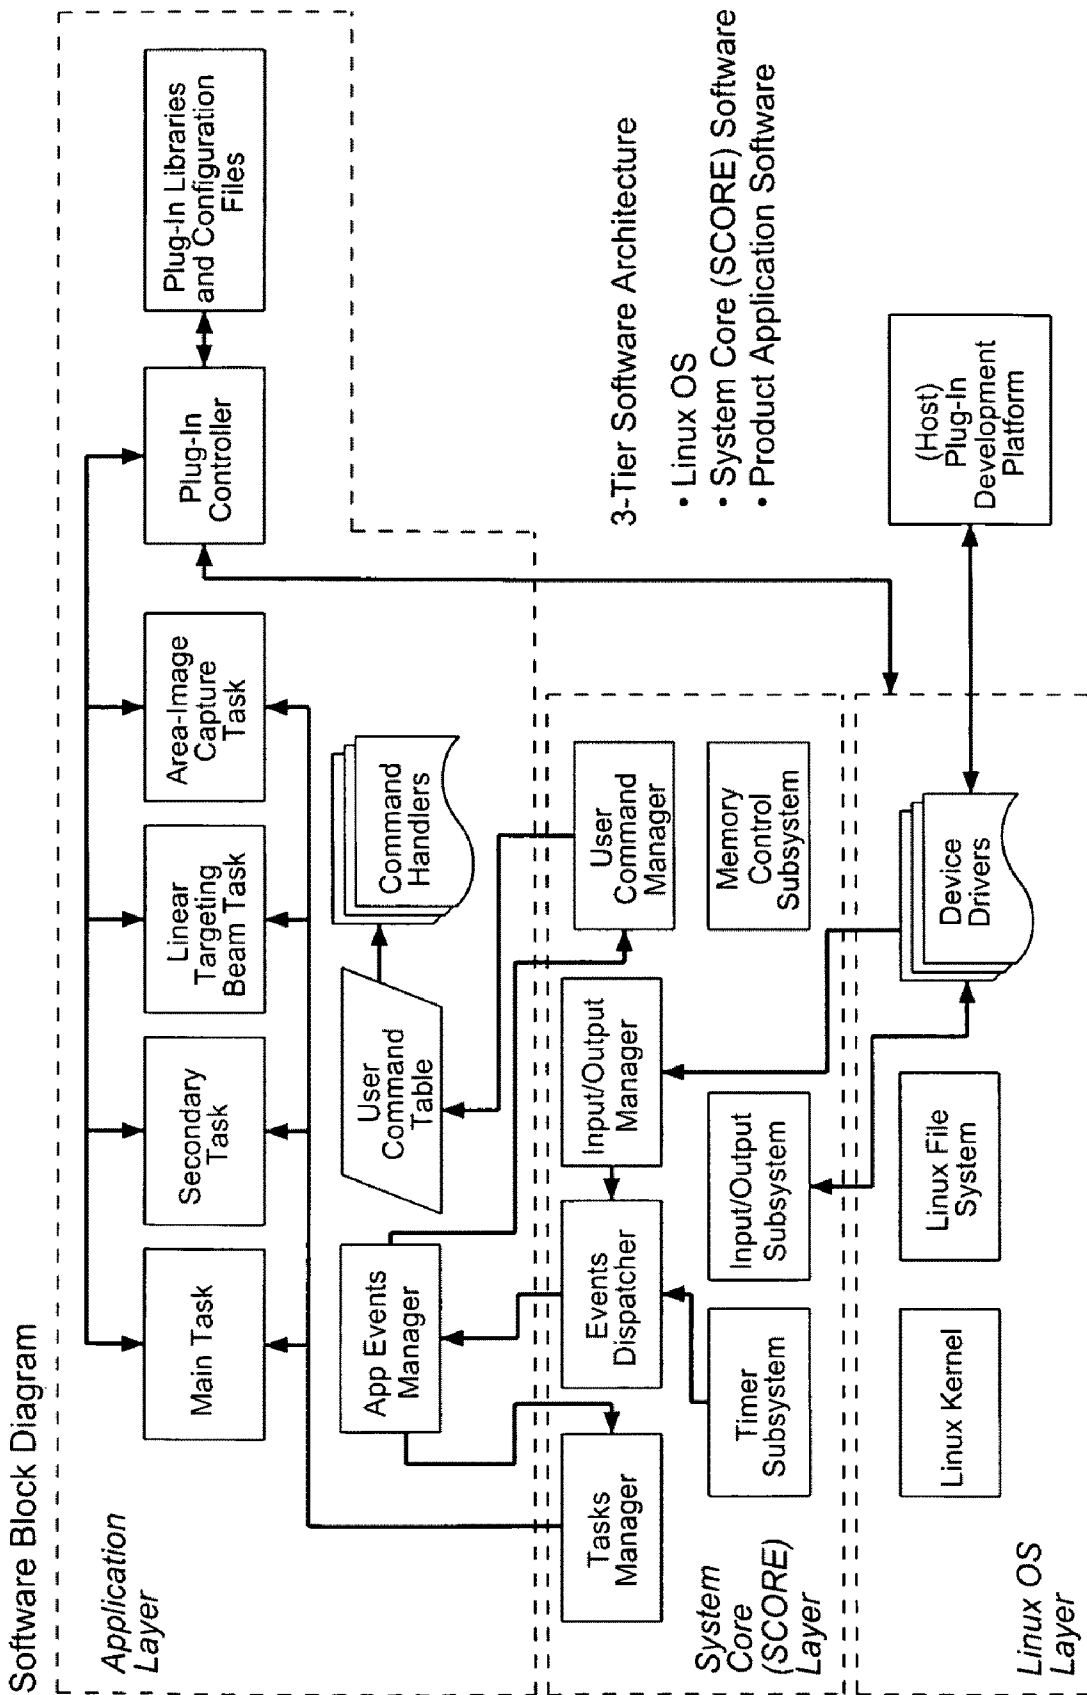 Software Block Diagram
Application
Layer
Main Task
Secondary
Task
Linear
Targeting
Beam Task
Area-Image
Capture
Task
Plug-In
Controller
Plug-In Libraries
and Configuration
Files
App Events
Manager
User
Command
Table
Command
Handlers
3-Tier Software Architecture
• Linux OS
• System Core (SCORE) Software
• Product Application Software
System
Core
(SCORE)
Layer
Tasks
Manager
Events
Dispatcher
Input/Output
Manager
User
Command
Manager
Timer
Subsystem
Input/Output
Subsystem
Memory
Control
Subsystem
Linux OS
Layer
Linux Kernel
Linux File
System
Device
Drivers
(Host)
Plug-In
Development
Platform